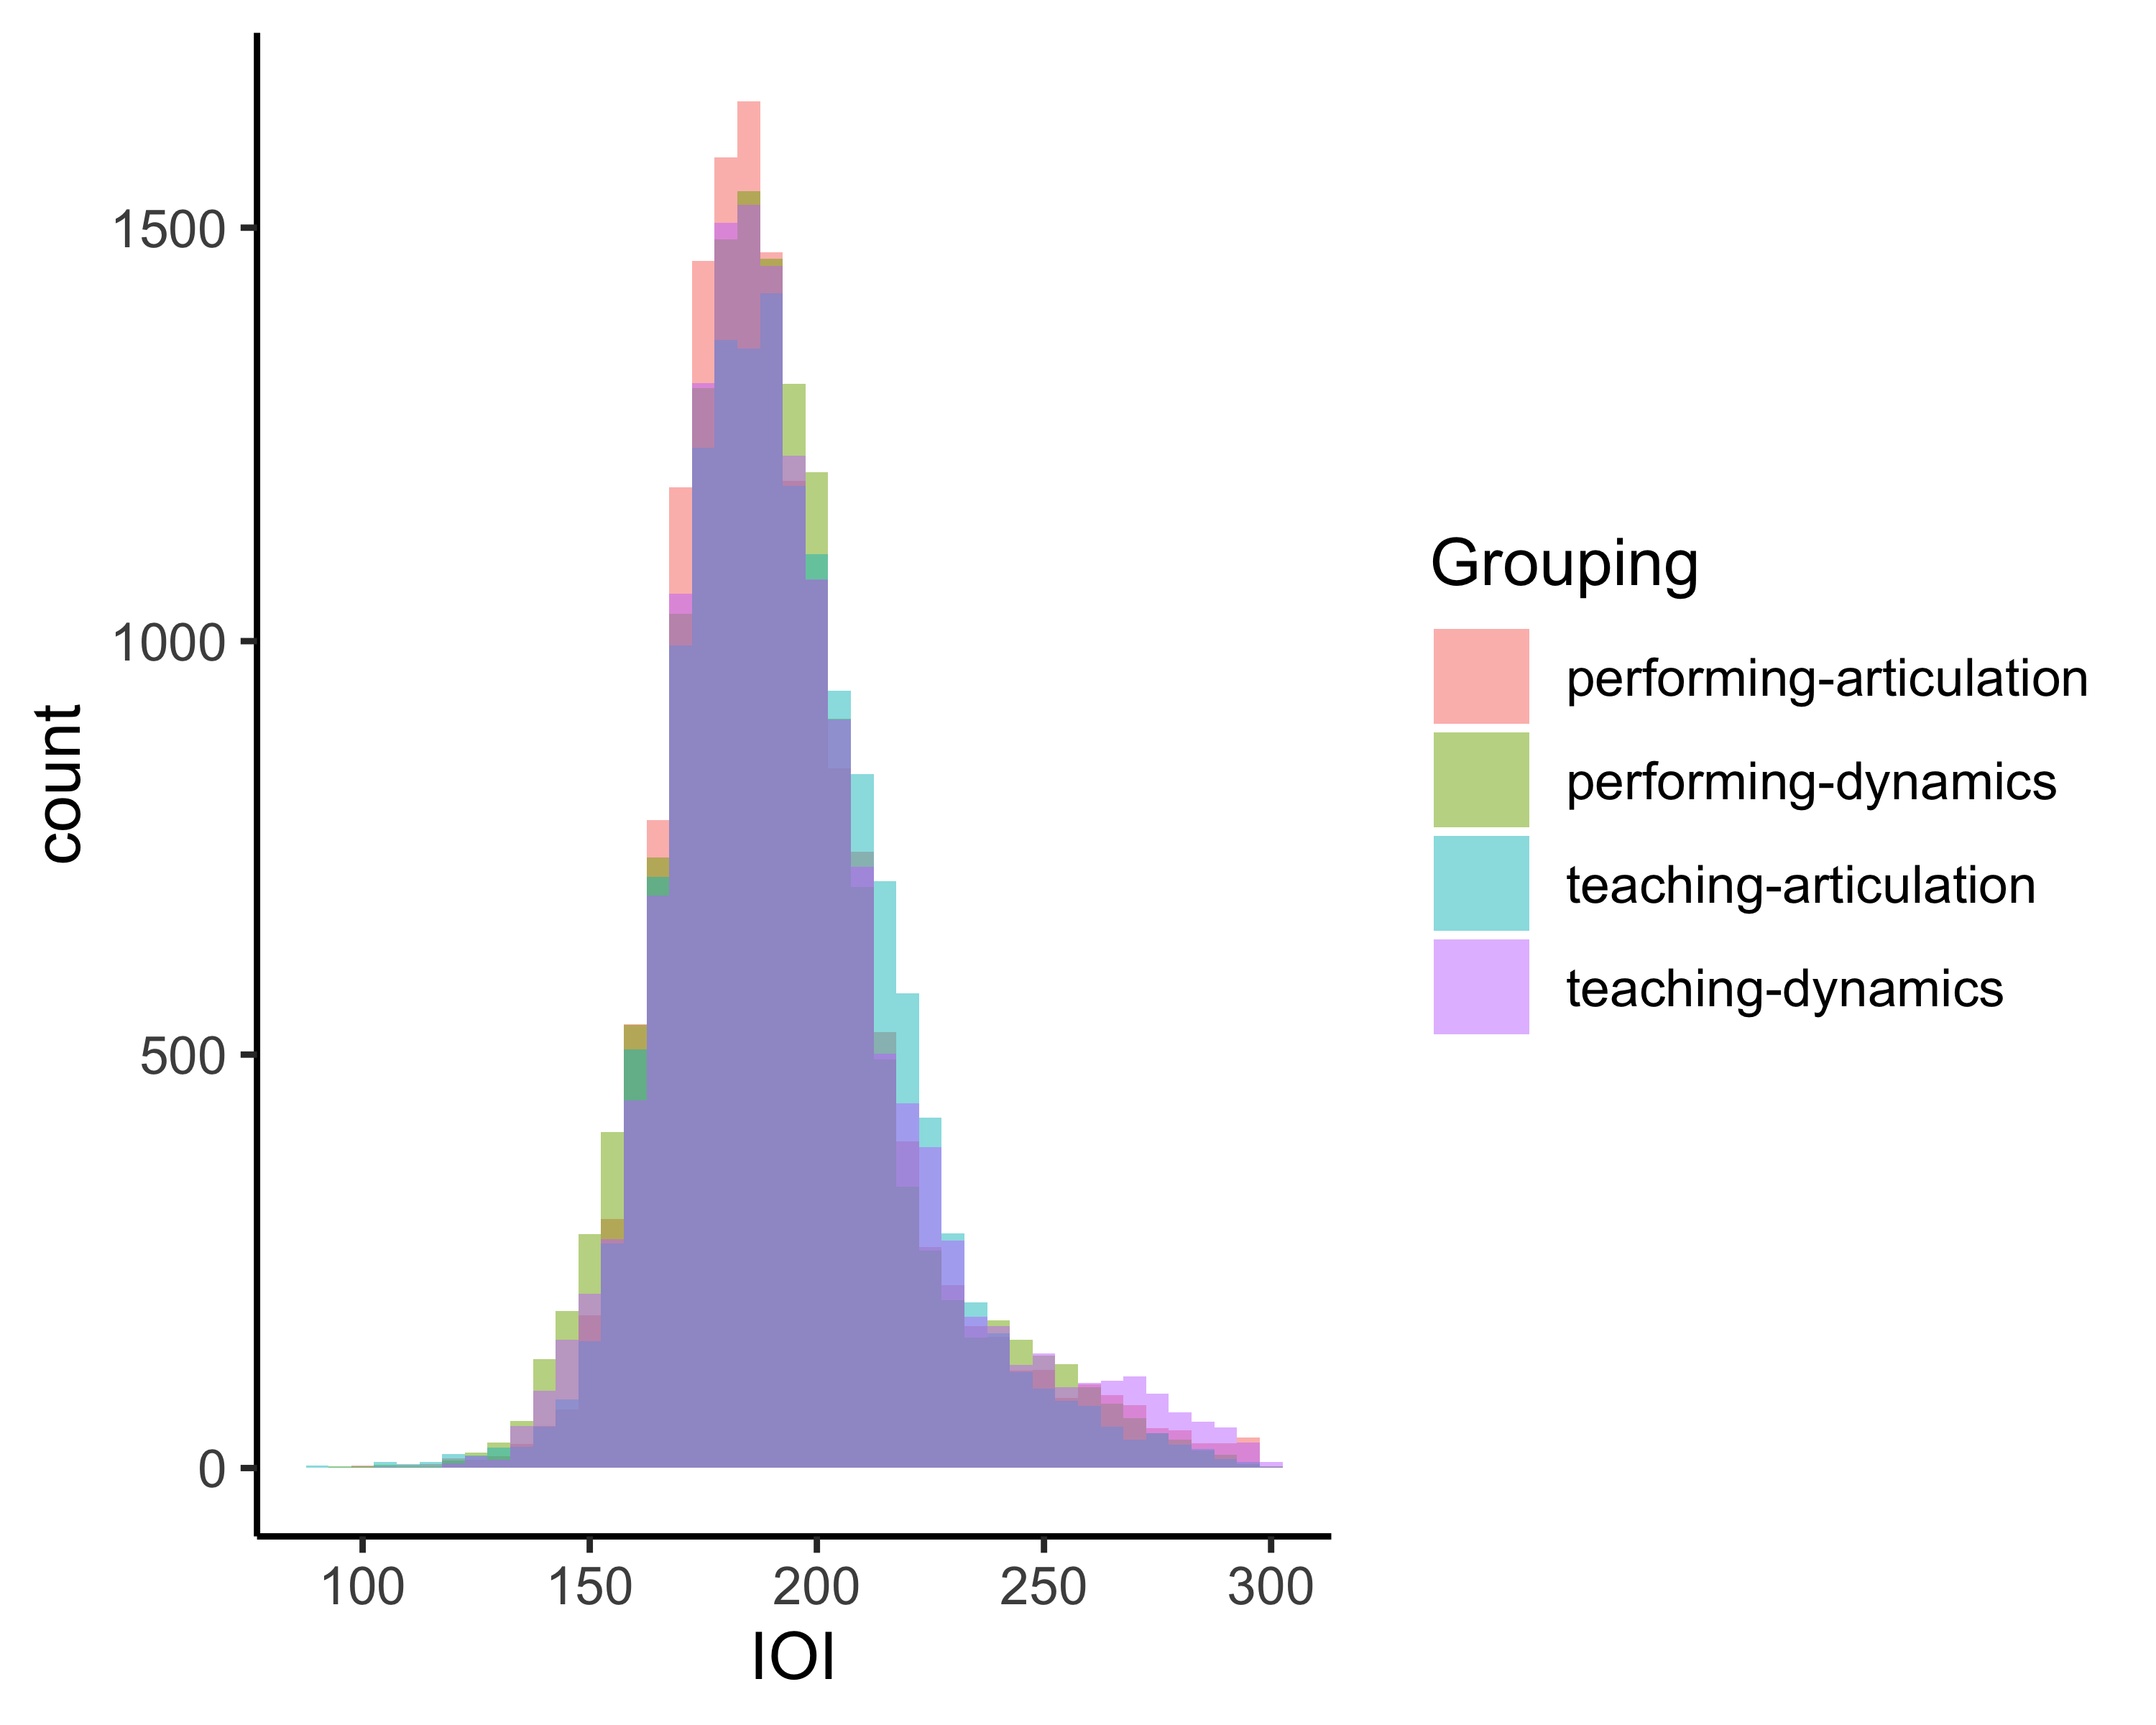 count
1500
1000
500
0
100 150 200 250 300
IOI
Grouping
performing-articulation
performing-dynamics
teaching-articulation
teaching-dynamics